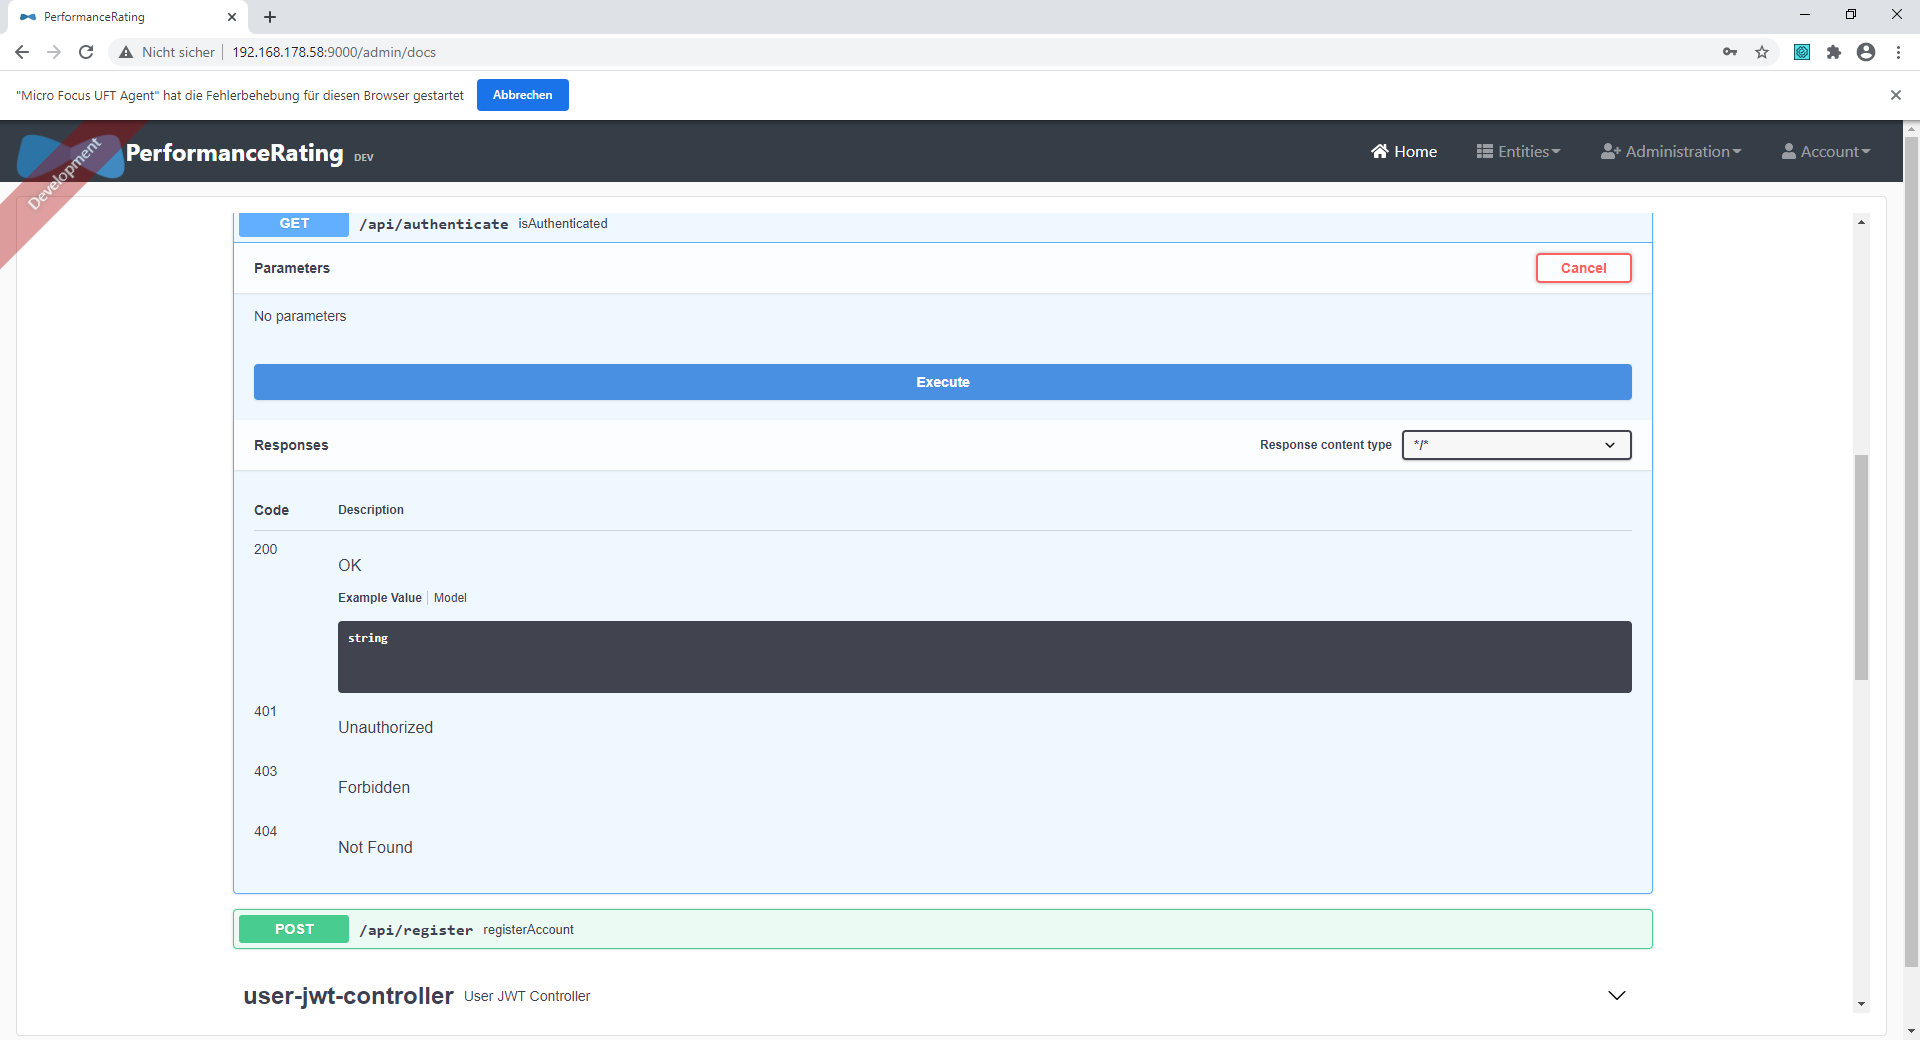 PerformanceRating
Nicht sicher
192.168.178.58:9000/admin/docs
"Micro Focus UFT Agent" hat die Fehlerbehebung für diesen Browser gestartet
Abbrechen
Development
PerformanceRating DEV
Home
Entities
Administration
Account
GET /api/authenticate isAuthenticated
Parameters
Cancel
No parameters
Execute
Responses
Response content type */*
Code Description
200
OK
Example Value Model
string
401
Unauthorized
403
Forbidden
404
Not Found
POST /api/register registerAccount
user-jwt-controller User JWT Controller